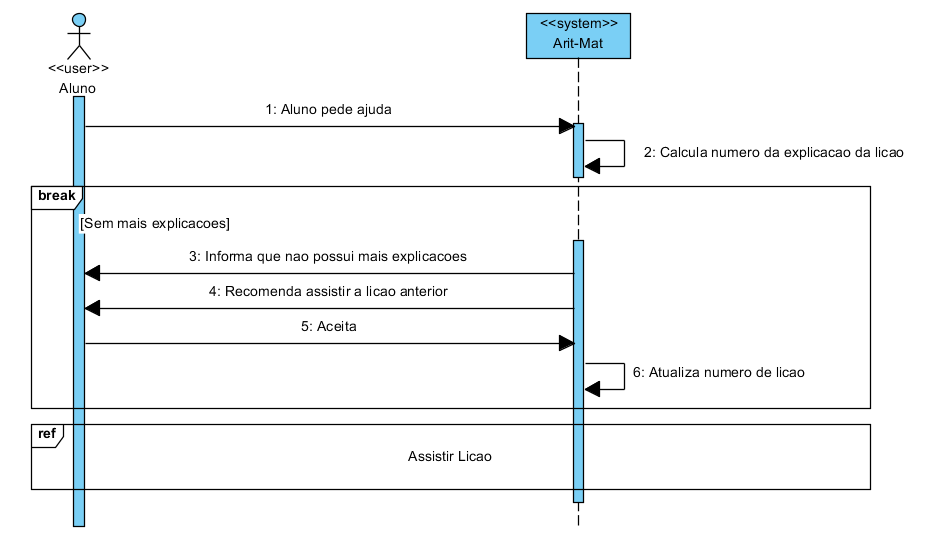 <<system>>
Arit-Mat
<<user>>
Aluno
1: Aluno pede ajuda
2: Calcula numero da explicacao da licao
break
[Sem mais explicacoes]
3: Informa que nao possui mais explicacoes
4: Recomenda assistir a licao anterior
5: Aceita
6: Atualiza numero de licao
ref
Assistir Licao